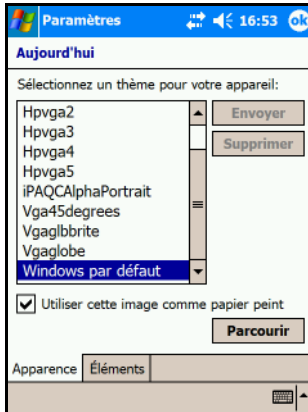 Paramètres 16:53 ok
Aujourd'hui
Sélectionnez un thème pour votre appareil:
Hpvga2
Hpvga3
Hpvga4
Hpvga5
iPAQCAlphaPortrait
Vga45degrees
Vgaglbbrite
Vgaglobe
Windows par défaut
Envoyer
Supprimer
Utiliser cette image comme papier peint
Parcourir
Apparence Éléments